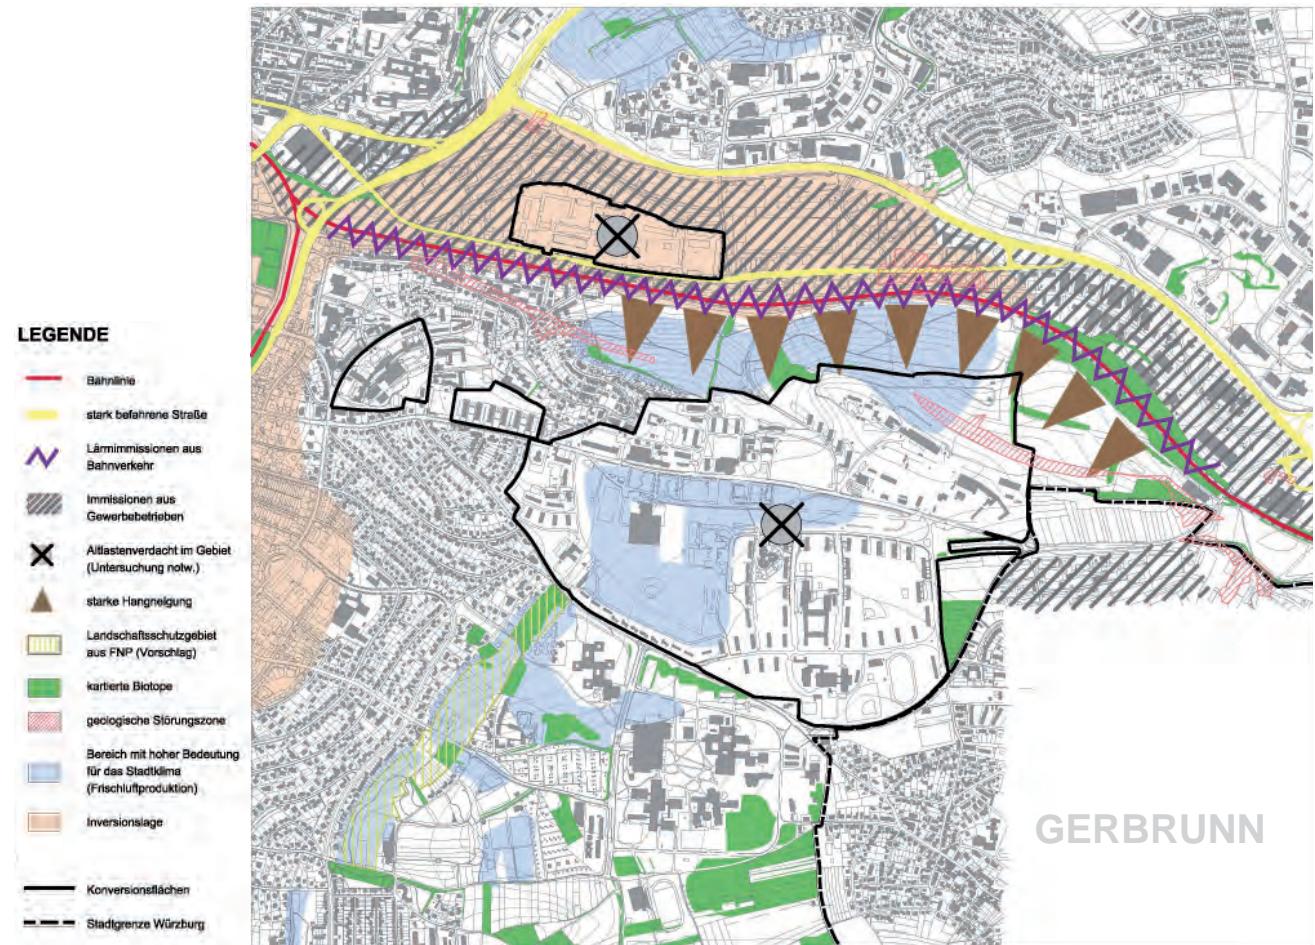 LEGENDE
Bahnlinie
stark befahrene Straße
Lärmimmissionen aus
Bahnverkehr
Immissionen aus
Gewerbebetrieben
Altlastenverdacht im Gebiet
(Untersuchung notw.)
starke Hangneigung
Landschaftsschutzgebiet
aus FNP (Vorschlag)
kartierte Biotope
geologische Störungszone
Bereich mit hoher Bedeutung
für das Stadtklima
(Frischluftproduktion)
Inversionslage
Konversionsflächen
Stadtgrenze Würzburg
GERBRUNN